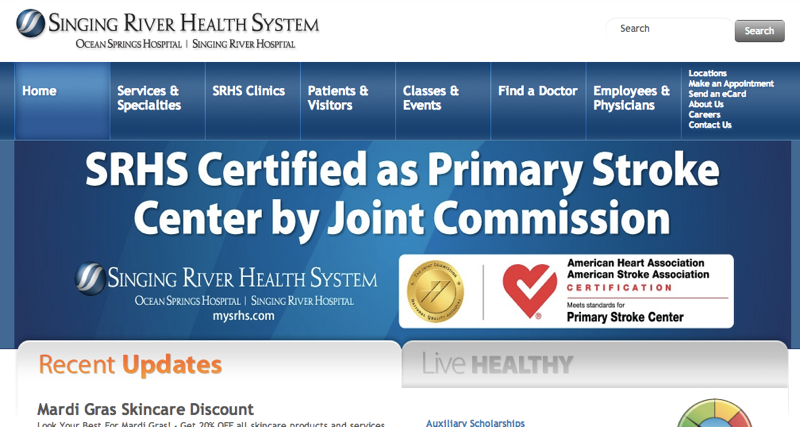 SINGING RIVER HEALTH SYSTEM
OCEAN SPRINGS HOSPITAL | SINGING RIVER HOSPITAL
Search
Search
Home
Services &
Specialties
SRHS Clinics
Patients &
Visitors
Classes &
Events
Find a Doctor
Employees &
Physicians
Locations
Make an Appointment
Send an eCard
About Us
Careers
Contact Us
SRHS Certified as Primary Stroke
Center by Joint Commission
SINGING RIVER HEALTH SYSTEM
OCEAN SPRINGS HOSPITAL | SINGING RIVER HOSPITAL
mysrhs.com
American Heart Association
American Stroke Association
CERTIFICATION
Meets standards for
Primary Stroke Center
Recent Updates
Live HEALTHY
Mardi Gras Skincare Discount
Look Your Best For Mardi Gras! - Get 20% OFF all skincare products and services
Auxiliary Scholarships